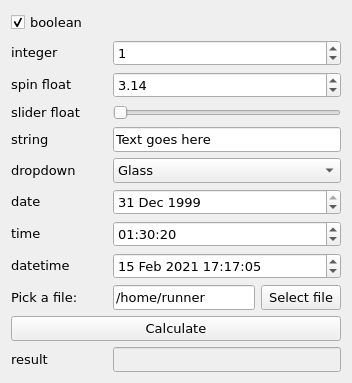 boolean
integer 1
spin float 3.14
slider float
string Text goes here
dropdown Glass
date 31 Dec 1999
time 01:30:20
datetime 15 Feb 2021 17:17:05
Pick a file: /home/runner Select file
Calculate
result